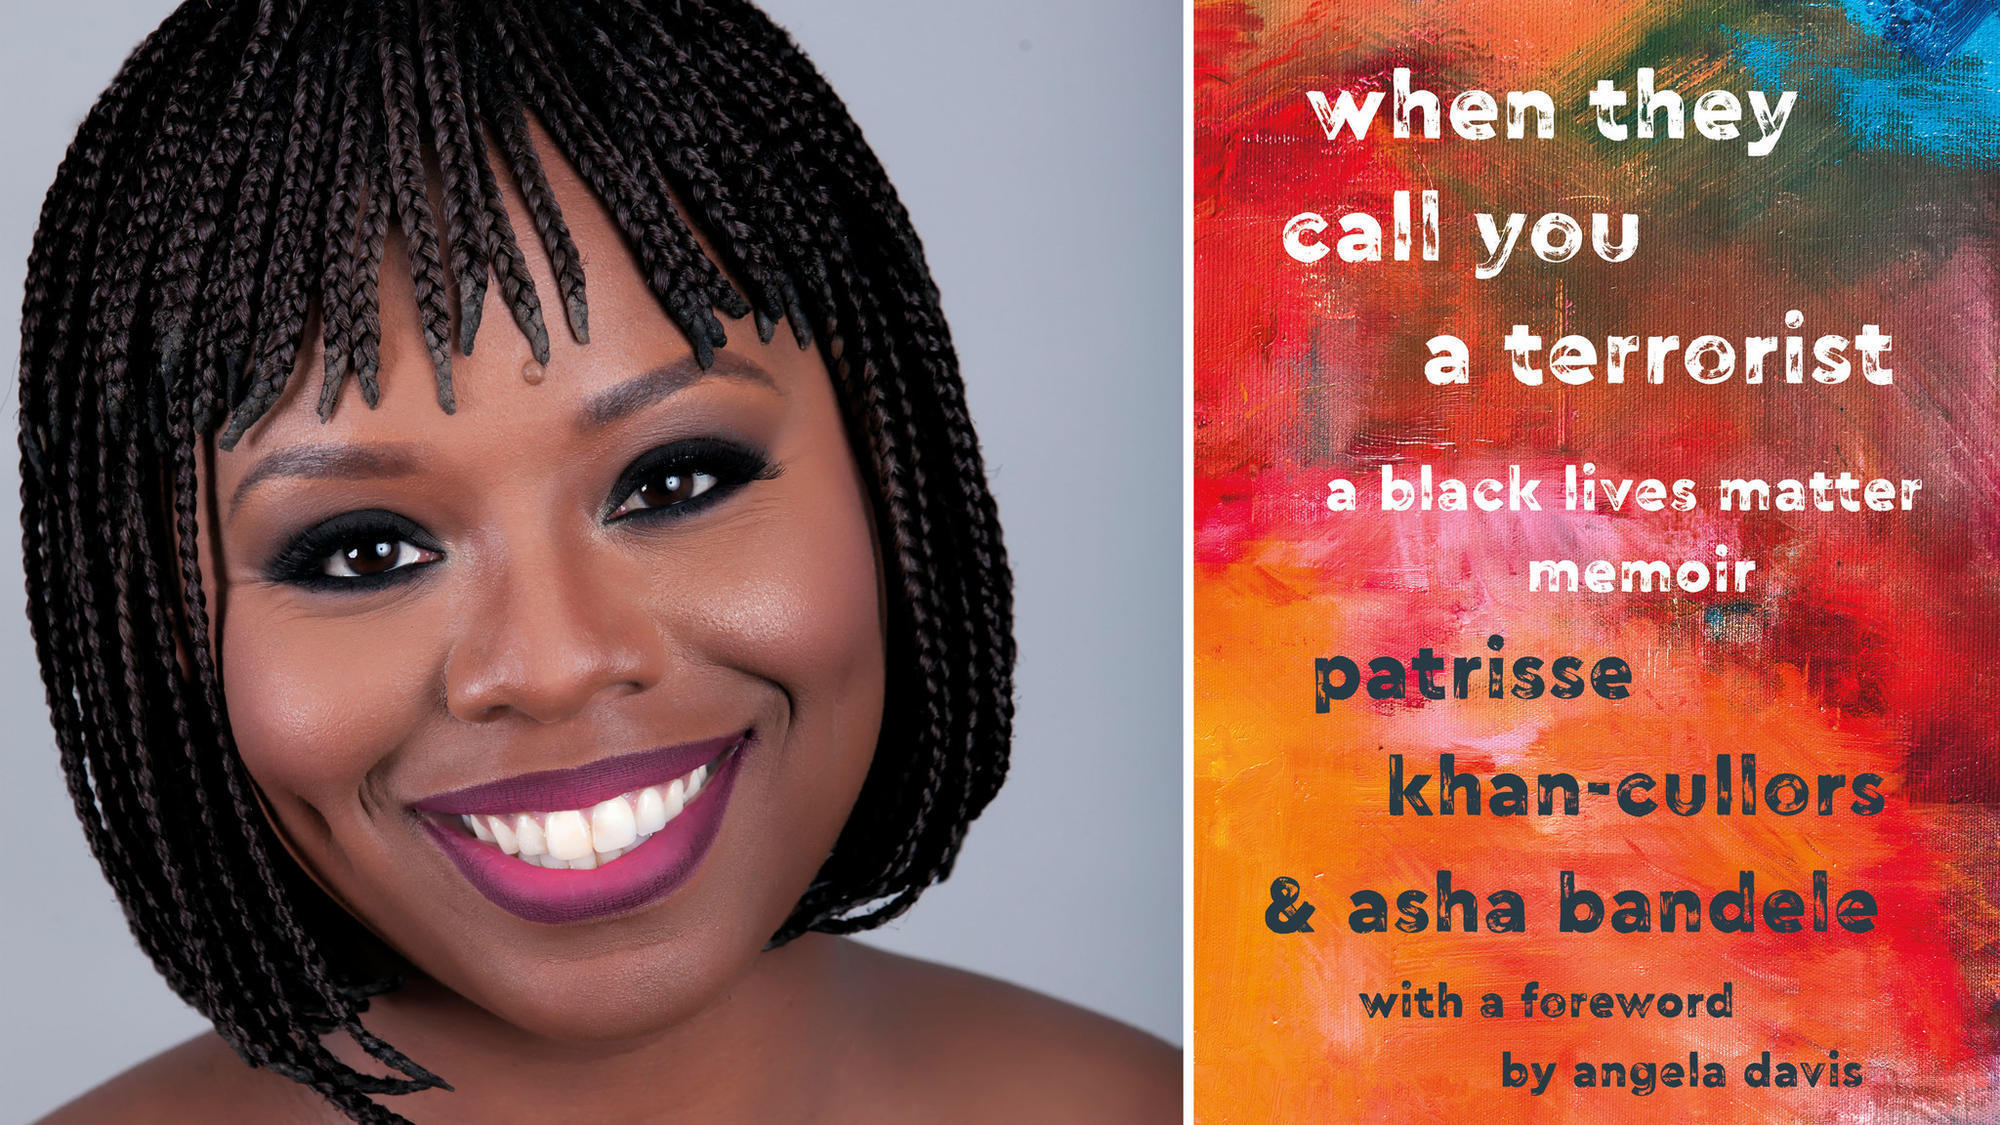 when they
call you
a terrorist
a black lives matter
memoir
patrisse
khan-cullors
& asha bandele
with a foreword
by angela davis